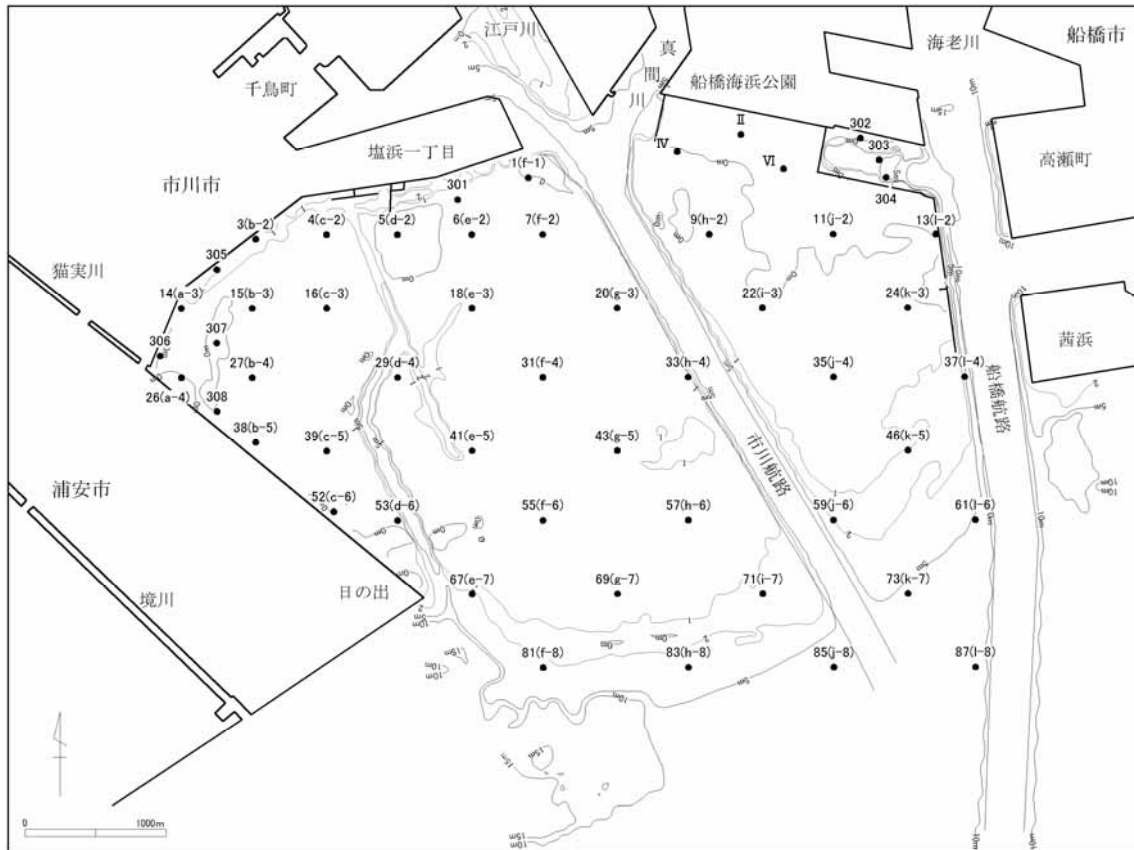 江戸川
真間川
海老川
船橋市
千鳥町
船橋海浜公園
塩浜一丁目
高瀬町
市川市
猫実川
茜浜
浦安市
境川
日の出
市川航路
船橋航路
Ⅱ
Ⅳ
Ⅵ
302
303
304
1(f-1)
301
3(b-2)
4(c-2)
5(d-2)
6(e-2)
7(f-2)
9(h-2)
11(j-2)
13(l-2)
305
14(a-3)
15(b-3)
16(c-3)
18(e-3)
20(g-3)
22(i-3)
24(k-3)
306
307
26(a-4)
27(b-4)
29(d-4)
31(f-4)
33(h-4)
35(j-4)
37(l-4)
308
38(b-5)
39(c-5)
41(e-5)
43(g-5)
46(k-5)
52(c-6)
53(d-6)
55(f-6)
57(h-6)
59(j-6)
61(l-6)
67(e-7)
69(g-7)
71(i-7)
73(k-7)
81(f-8)
83(h-8)
85(j-8)
87(l-8)
0 1000m